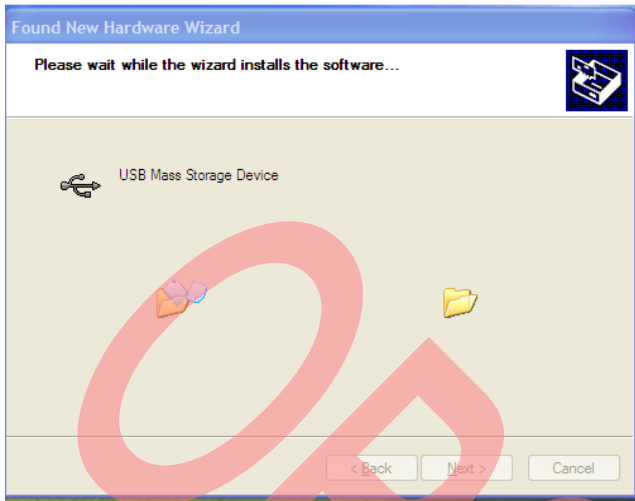 Found New Hardware Wizard
Please wait while the wizard installs the software...
USB Mass Storage Device
< Back
Next >
Cancel